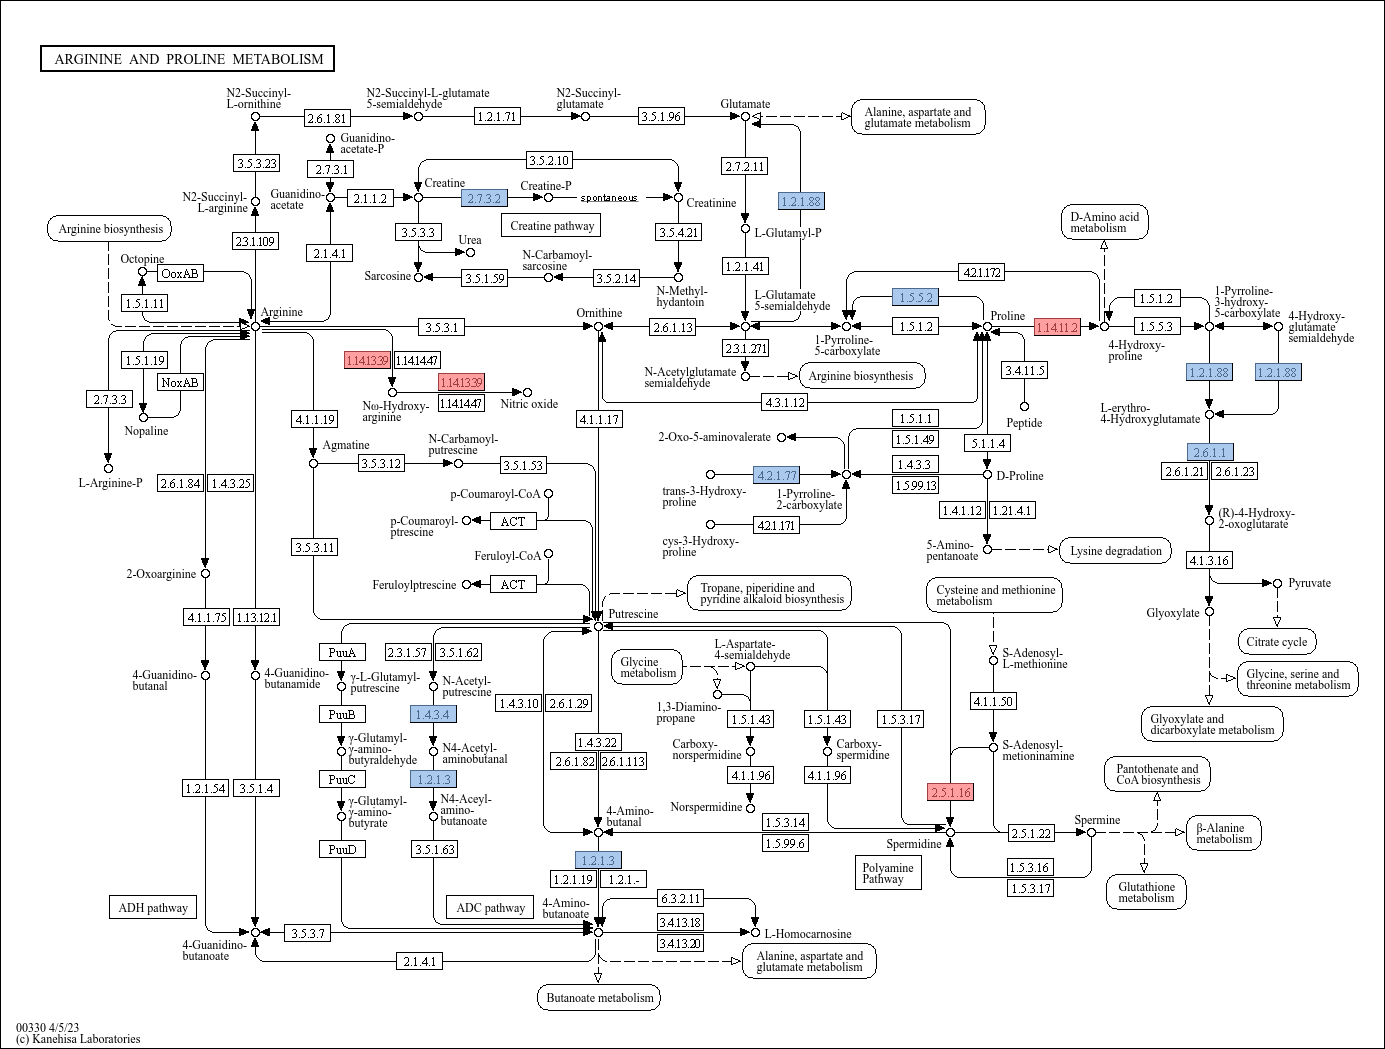 ARGININE AND PROLINE METABOLISM
N2-Succinyl-
L-ornithine
2.6.1.81
N2-Succinyl-L-glutamate
5-semialdehyde
1.2.1.71
N2-Succinyl-
glutamate
3.5.1.96
Glutamate
Alanine, aspartate and
glutamate metabolism
Guanidino-
acetate-P
3.5.3.23
2.7.3.1
3.5.2.10
2.7.2.11
N2-Succinyl-
L-arginine
Guanidino-
acetate
2.1.1.2
Creatine
2.7.3.2
Creatine-P
spontaneous
Creatinine
1.2.1.88
Arginine biosynthesis
2.3.1.109
2.1.4.1
3.5.3.3
Urea
Creatine pathway
3.5.4.21
L-Glutamyl-P
D-Amino acid
metabolism
Octopine
OoxAB
Sarcosine
3.5.1.59
N-Carbamoyl-
sarcosine
3.5.2.14
N-Methyl-
hydantoin
1.2.1.41
4.2.1.172
1.5.1.11
Arginine
3.5.3.1
Ornithine
2.6.1.13
L-Glutamate
5-semialdehyde
1.5.5.2
1.5.1.2
1-Pyrroline-
5-carboxylate
Proline
1.14.11.2
4-Hydroxy-
proline
1.5.1.2
1.5.5.3
1-Pyrroline-
3-hydroxy-
5-carboxylate
4-Hydroxy-
glutamate
semialdehyde
1.5.1.19
NoxAB
1.14.13.39
1.14.14.47
1.14.13.39
1.14.14.47
Nω-Hydroxy-
arginine
Nitric oxide
2.3.1.271
N-Acetylglutamate
semialdehyde
Arginine biosynthesis
3.4.11.5
Peptide
1.2.1.88
1.2.1.88
2.7.3.3
Nopaline
4.1.1.19
4.1.1.17
4.3.1.12
L-erythro-
4-Hydroxyglutamate
L-Arginine-P
Agmatine
3.5.3.12
N-Carbamoyl-
putrescine
3.5.1.53
2-Oxo-5-aminovalerate
1.5.1.1
1.5.1.49
5.1.1.4
2.6.1.1
2.6.1.21
2.6.1.23
2.6.1.84
1.4.3.25
p-Coumaroyl-CoA
trans-3-Hydroxy-
proline
4.2.1.77
1-Pyrroline-
2-carboxylate
1.4.3.3
1.5.99.13
D-Proline
p-Coumaroyl-
ptrescine
ACT
4.2.1.171
cys-3-Hydroxy-
proline
1.4.1.12
1.21.4.1
(R)-4-Hydroxy-
2-oxoglutarate
3.5.3.11
Feruloyl-CoA
5-Amino-
pentanoate
Lysine degradation
4.1.3.16
2-Oxoarginine
Feruloylptrescine
ACT
Tropane, piperidine and
pyridine alkaloid biosynthesis
Cysteine and methionine
metabolism
Pyruvate
Glyoxylate
4.1.1.75
1.13.12.1
Putrescine
Citrate cycle
PuuA
2.3.1.57
3.5.1.62
Glycine
metabolism
L-Aspartate-
4-semialdehyde
S-Adenosyl-
L-methionine
4-Guanidino-
butanal
4-Guanidino-
butanamide
γ-L-Glutamyl-
putrescine
N-Acetyl-
putrescine
Glycine, serine and
threonine metabolism
PuuB
1.4.3.4
1.4.3.10
2.6.1.29
1,3-Diamino-
propane
1.5.1.43
1.5.1.43
3.5.1.17
4.1.1.50
Glyoxylate and
dicarboxylate metabolism
γ-Glutamyl-
γ-amino-
butyraldehyde
N4-Acetyl-
aminobutanal
1.4.3.22
2.6.1.82
2.6.1.113
Carboxy-
norspermidine
Carboxy-
spermidine
S-Adenosyl-
metioninamine
1.2.1.54
3.5.1.4
PuuC
1.2.1.3
4.1.1.96
4.1.1.96
2.5.1.16
Pantothenate and
CoA biosynthesis
γ-Glutamyl-
γ-amino-
butyrate
N4-Aceyl-
amino-
butanoate
4-Amino-
butanal
Norspermidine
1.5.3.14
1.5.99.6
Spermidine
2.5.1.22
Spermine
β-Alanine
metabolism
PuuD
3.5.1.63
1.2.1.3
1.2.1.19
1.2.1.-
Polyamine
Pathway
1.5.3.16
1.5.3.17
Glutathione
metabolism
ADH pathway
ADC pathway
4-Amino-
butanoate
6.3.2.11
3.4.13.18
3.4.13.20
L-Homocarnosine
4-Guanidino-
butanoate
3.5.3.7
2.1.4.1
Alanine, aspartate and
glutamate metabolism
Butanoate metabolism
00330 4/5/23
(c) Kanehisa Laboratories